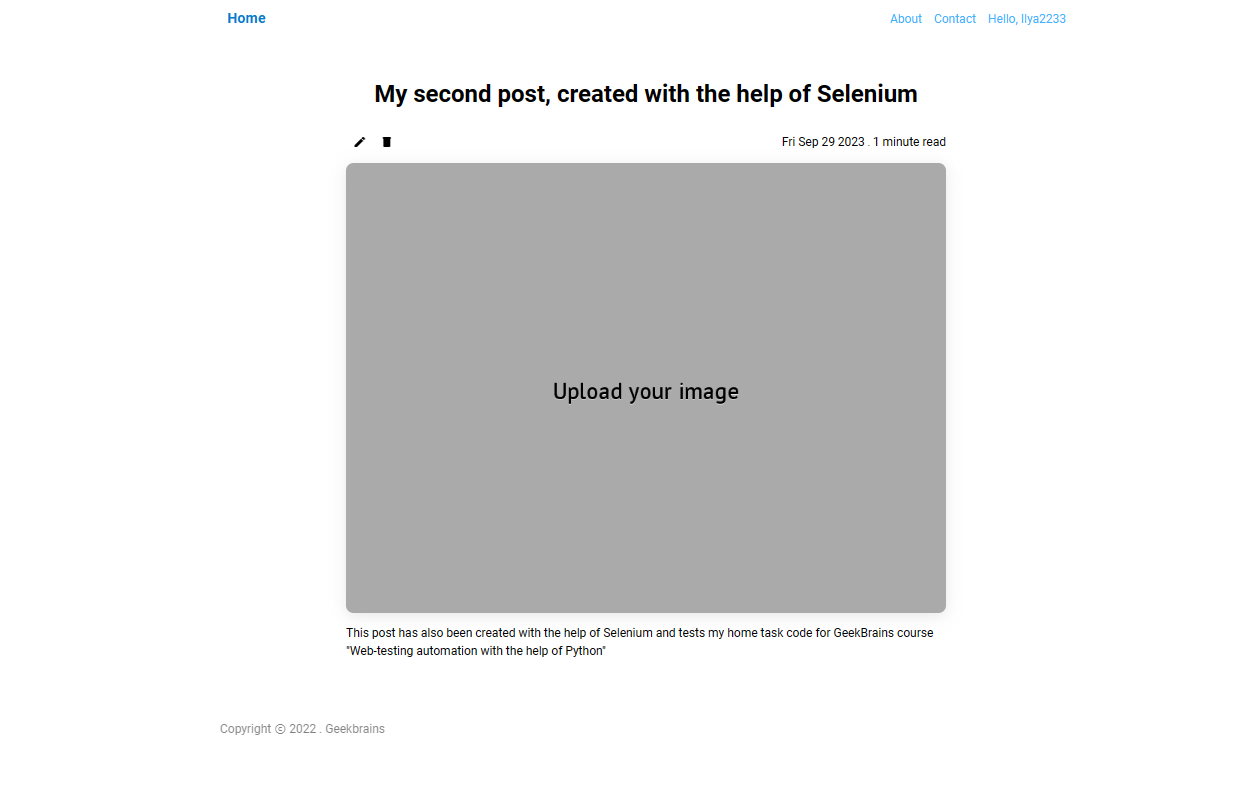 Home
About Contact Hello, Ilya2233
My second post, created with the help of Selenium
Fri Sep 29 2023 . 1 minute read
Upload your image
This post has also been created with the help of Selenium and tests my home task code for GeekBrains course
"Web-testing automation with the help of Python"
Copyright © 2022 . Geekbrains